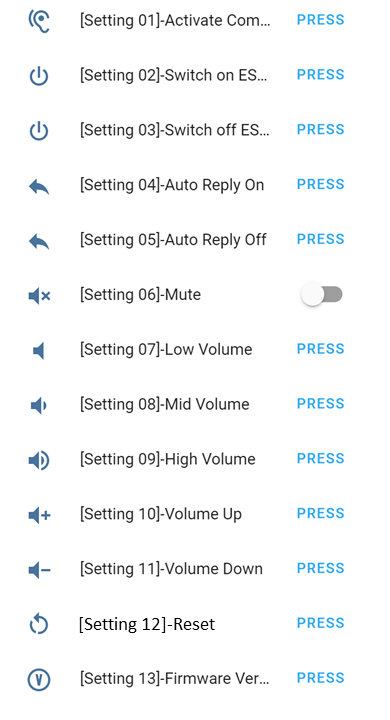 [Setting 01]-Activate Com... PRESS
[Setting 02]-Switch on ES... PRESS
[Setting 03]-Switch off ES... PRESS
[Setting 04]-Auto Reply On PRESS
[Setting 05]-Auto Reply Off PRESS
[Setting 06]-Mute
[Setting 07]-Low Volume PRESS
[Setting 08]-Mid Volume PRESS
[Setting 09]-High Volume PRESS
[Setting 10]-Volume Up PRESS
[Setting 11]-Volume Down PRESS
[Setting 12]-Reset PRESS
V [Setting 13]-Firmware Ver... PRESS